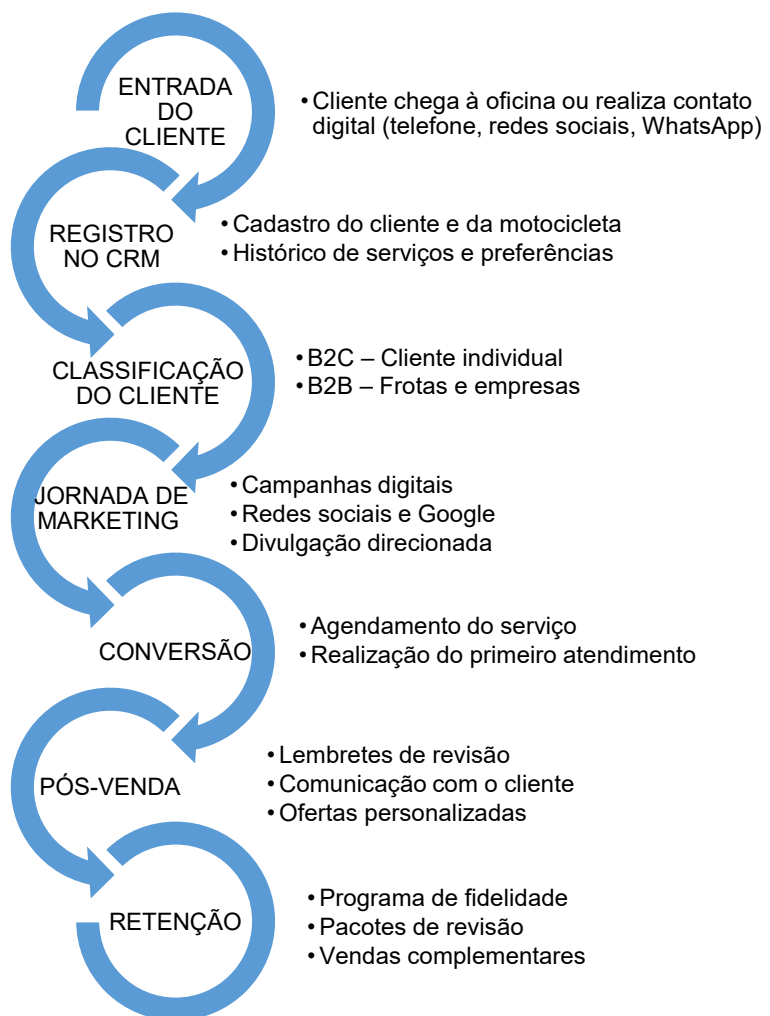 ENTRADA
DO
CLIENTE
• Cliente chega à oficina ou realiza contato
digital (telefone, redes sociais, WhatsApp)
REGISTRO
NO CRM
• Cadastro do cliente e da motocicleta
• Histórico de serviços e preferências
CLASSIFICAÇÃO
DO CLIENTE
• B2C – Cliente individual
• B2B – Frotas e empresas
JORNADA DE
MARKETING
• Campanhas digitais
• Redes sociais e Google
• Divulgação direcionada
CONVERSÃO
• Agendamento do serviço
• Realização do primeiro atendimento
PÓS-VENDA
• Lembretes de revisão
• Comunicação com o cliente
• Ofertas personalizadas
RETENÇÃO
• Programa de fidelidade
• Pacotes de revisão
• Vendas complementares